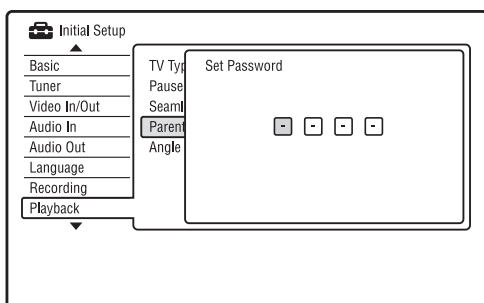 Initial Setup
Basic
Tuner
Video In/Out
Audio In
Audio Out
Language
Recording
Playback
TV Typ
Pause
Seaml
Parent
Angle
Set Password
- - - -